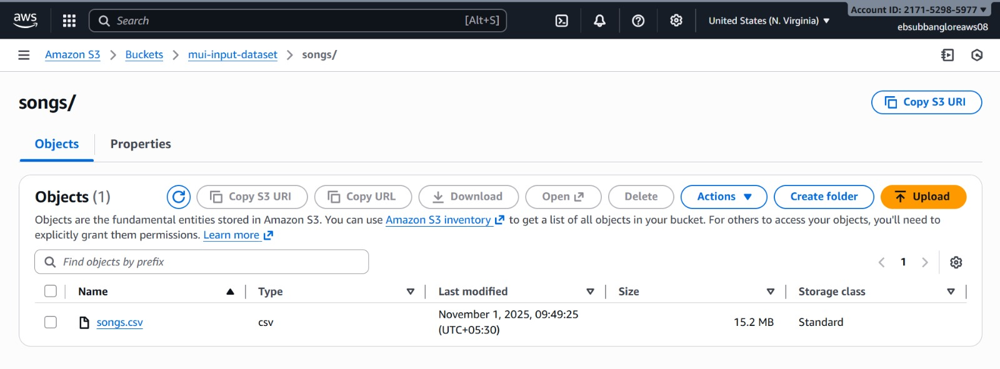 aws
Search [Alt+S]
United States (N. Virginia)
Account ID: 2171-5298-5977
ebsubbangloreaws08
Amazon S3 > Buckets > mui-input-dataset > songs/
songs/
Copy S3 URI
Objects Properties
Objects (1)
Copy S3 URI Copy URL Download Open Delete Actions Create folder Upload
Objects are the fundamental entities stored in Amazon S3. You can use Amazon S3 inventory to get a list of all objects in your bucket. For others to access your objects, you'll need to
explicitly grant them permissions. Learn more
Find objects by prefix
1
Name Type Last modified Size Storage class
songs.csv csv November 1, 2025, 09:49:25
(UTC+05:30) 15.2 MB Standard